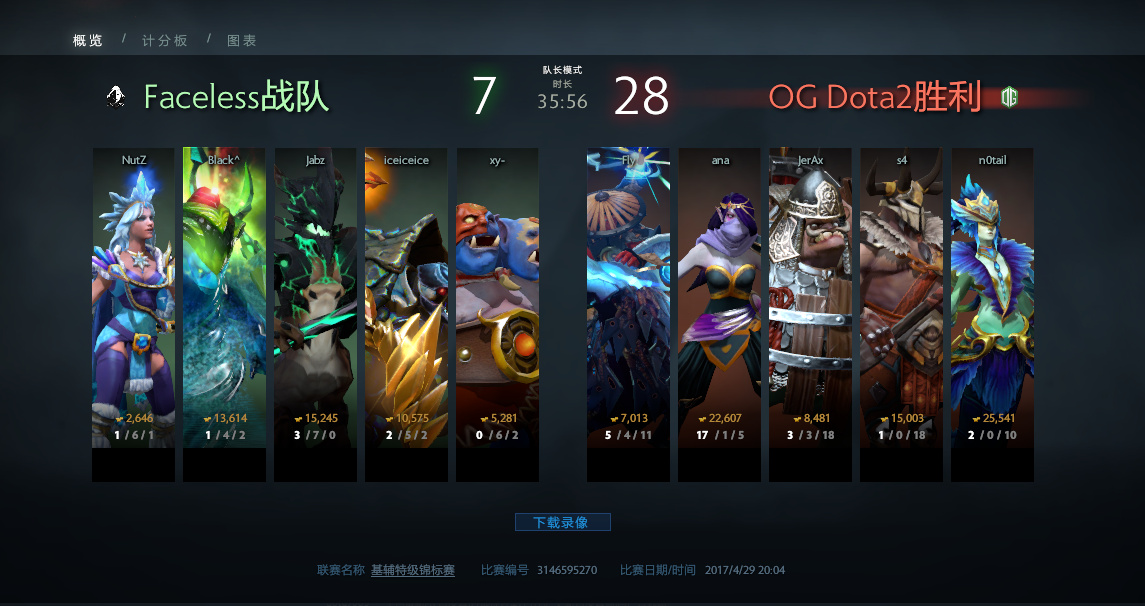 概览 / 计分板 / 图表
Faceless战队
7
队长模式
时长
35:56
28
OG Dota2胜利
OG
NutZ Black^ Jabz iceiceice xy- Fly ana JerAx s4 n0tail
2,646 13,614 15,245 10,575 5,281 7,013 22,607 8,481 15,003 25,541
1 / 6 / 1 1 / 4 / 2 3 / 7 / 0 2 / 5 / 2 0 / 6 / 2 5 / 4 / 11 17 / 1 / 5 3 / 3 / 18 1 / 0 / 18 2 / 0 / 10
下载录像
联赛名称 基辅特级锦标赛 比赛编号 3146595270 比赛日期/时间 2017/4/29 20:04